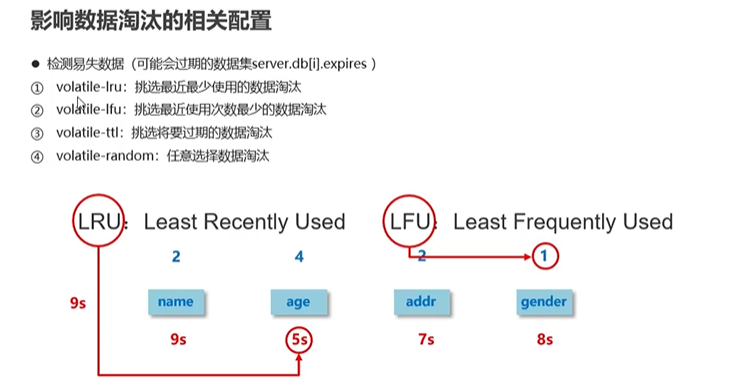 影响数据淘汰的相关配置
● 检测易失数据（可能会过期的数据集server.db[i].expires ）
① volatile-lru：挑选最近最少使用的数据淘汰
② volatile-lfu：挑选最近使用次数最少的数据淘汰
③ volatile-ttl：挑选将要过期的数据淘汰
④ volatile-random：任意选择数据淘汰
LRU：Least Recently Used LFU：Least Frequently Used
2 4 2 1
9s name age addr gender
9s 5s 7s 8s